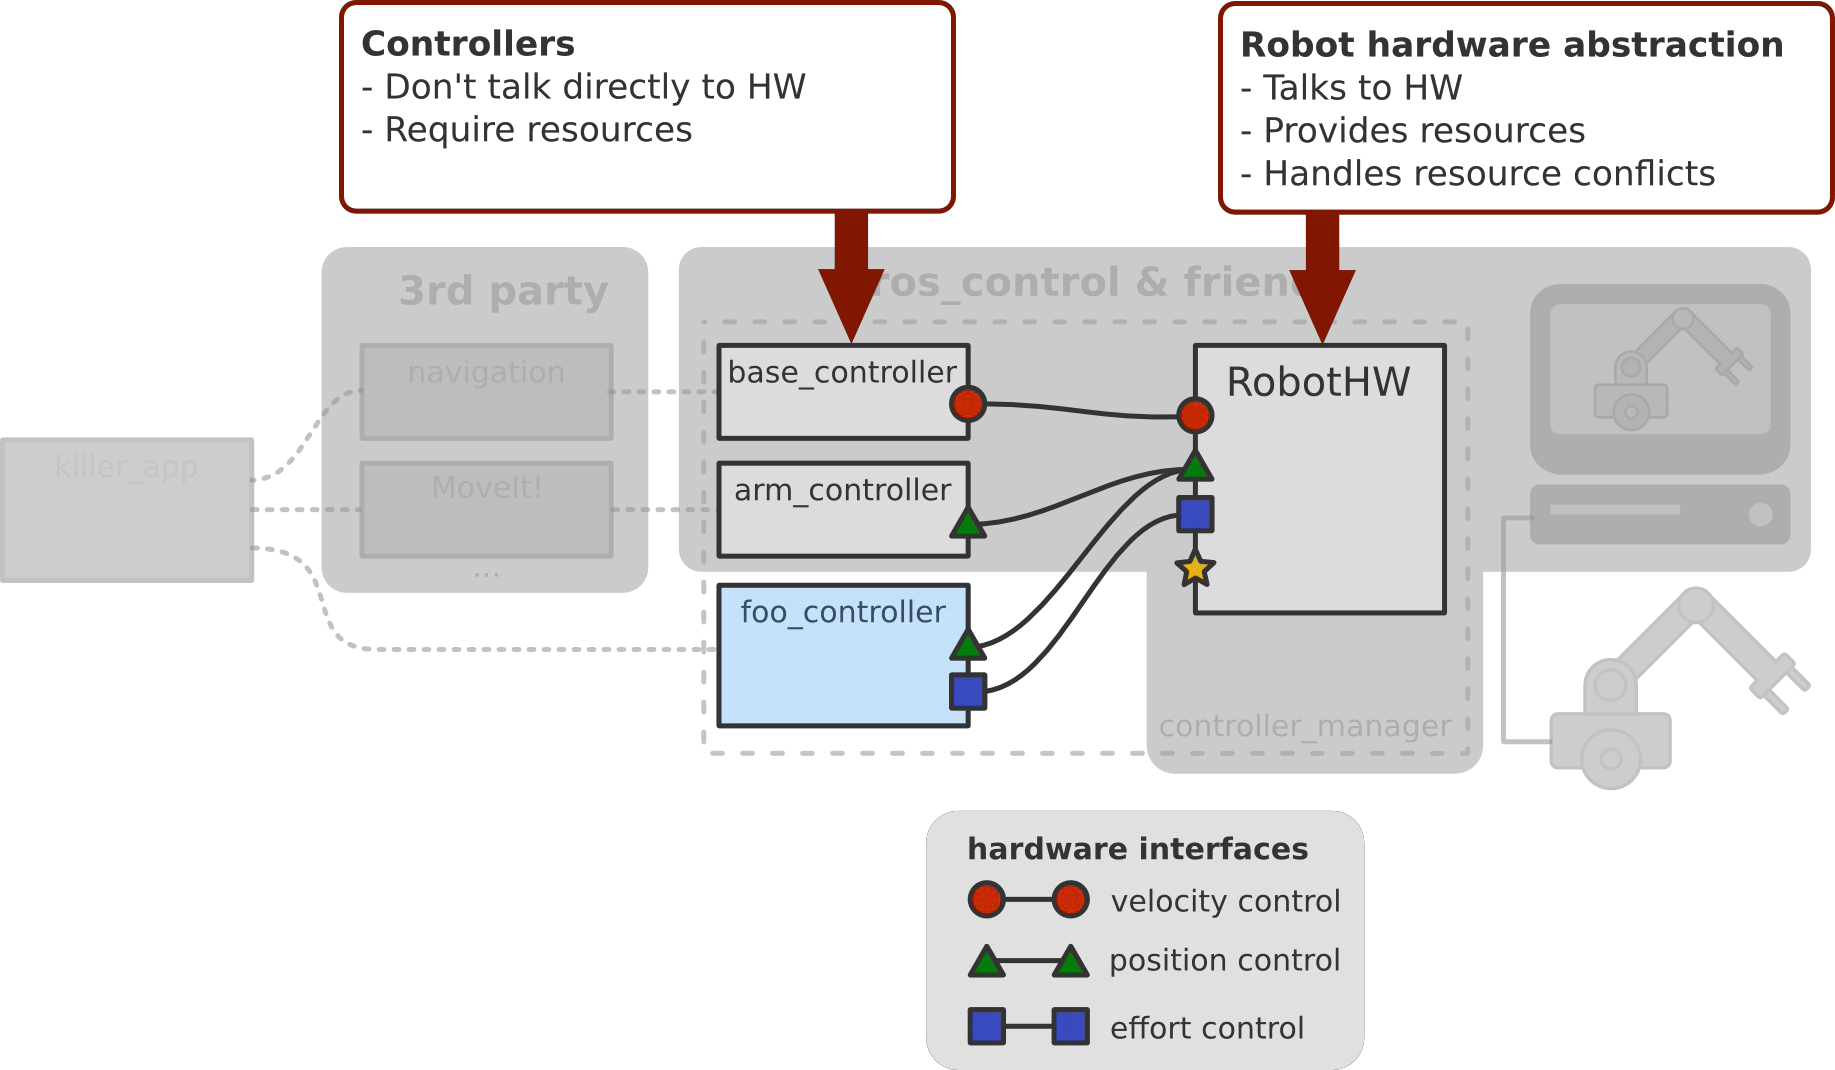 Controllers
- Don't talk directly to HW
- Require resources
Robot hardware abstraction
- Talks to HW
- Provides resources
- Handles resource conflicts
3rd party
ros_control & frien
navigation
MoveIt!
...
killer_app
base_controller
arm_controller
foo_controller
RobotHW
controller_manager
hardware interfaces
velocity control
position control
effort control